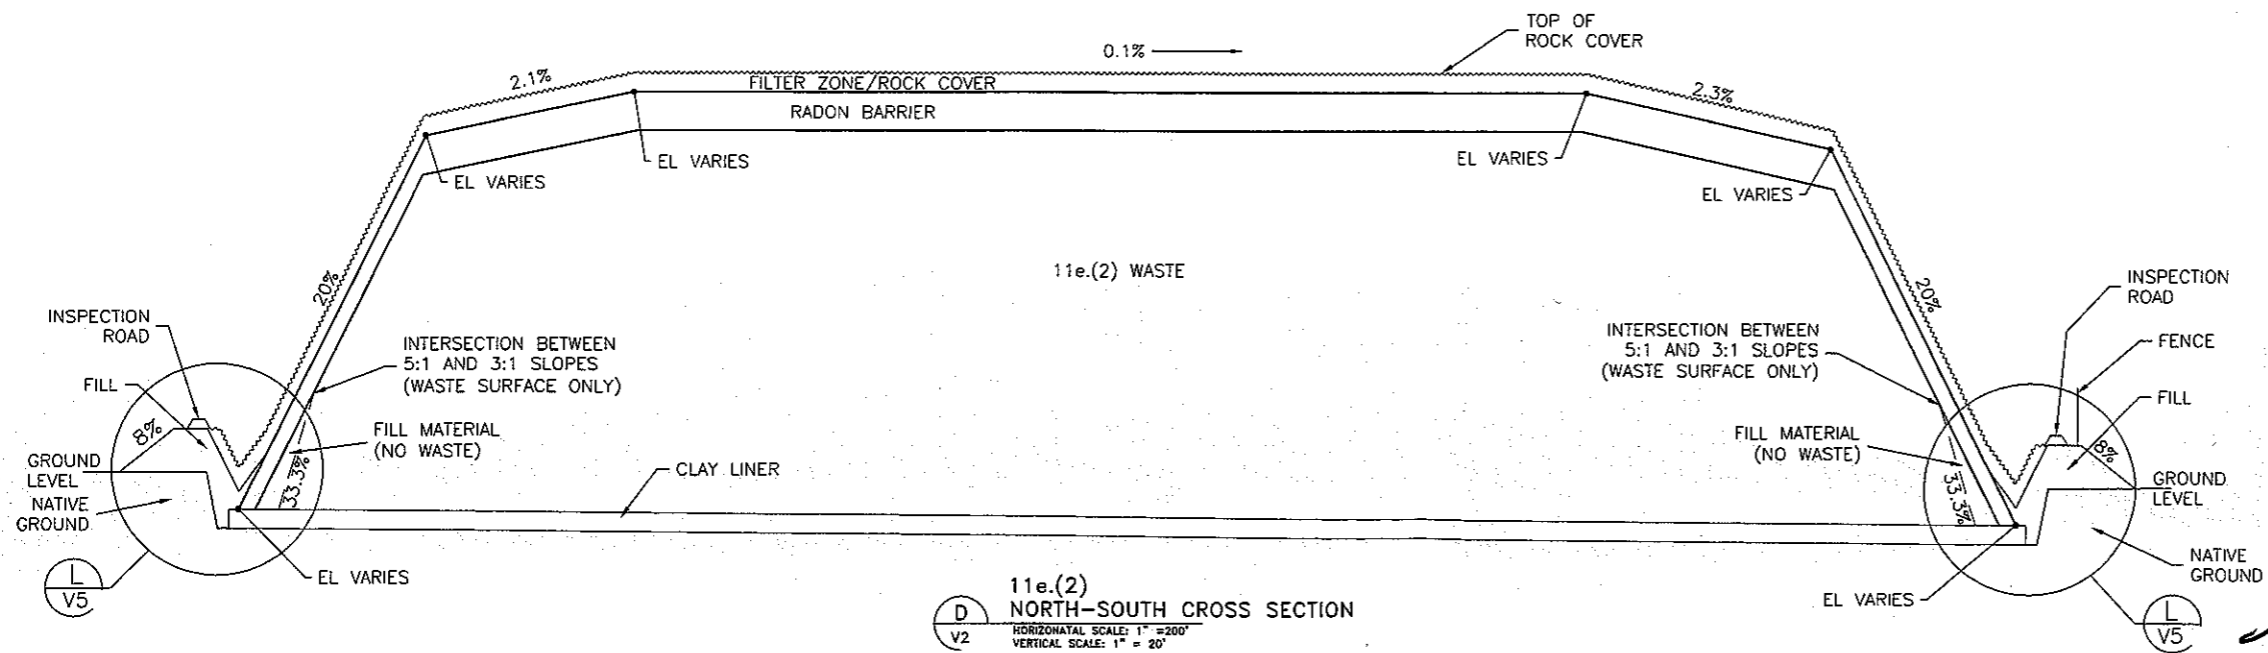 TOP OF
ROCK COVER
0.1%
2.1%
FILTER ZONE/ROCK COVER
2.3%
RADON BARRIER
EL VARIES
EL VARIES
EL VARIES
EL VARIES
11e.(2) WASTE
20%
20%
INSPECTION
ROAD
INSPECTION
ROAD
INTERSECTION BETWEEN
5:1 AND 3:1 SLOPES
(WASTE SURFACE ONLY)
INTERSECTION BETWEEN
5:1 AND 3:1 SLOPES
(WASTE SURFACE ONLY)
FENCE
FILL
FILL
8%
FILL MATERIAL
(NO WASTE)
FILL MATERIAL
(NO WASTE)
8%
GROUND
LEVEL
33.3%
CLAY LINER
33.3%
GROUND
LEVEL
NATIVE
GROUND
NATIVE
GROUND
EL VARIES
EL VARIES
L
V5
L
V5
11e.(2)
D
V2
NORTH-SOUTH CROSS SECTION
HORIZONATAL SCALE: 1" =200'
VERTICAL SCALE: 1" = 20'